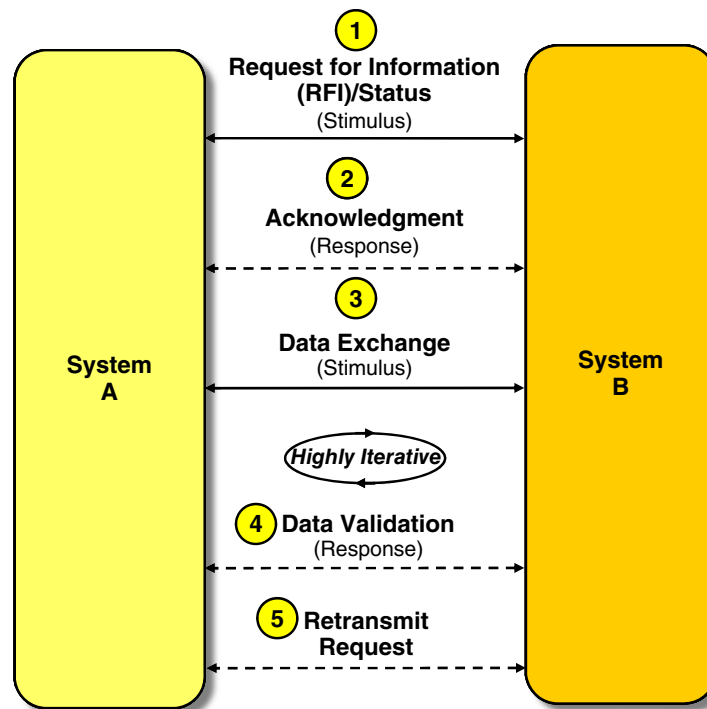 1
Request for Information
(RFI)/Status
(Stimulus)
2
Acknowledgment
(Response)
3
Data Exchange
(Stimulus)
System
A
System
B
Highly Iterative
4 Data Validation
(Response)
5 Retransmit
Request